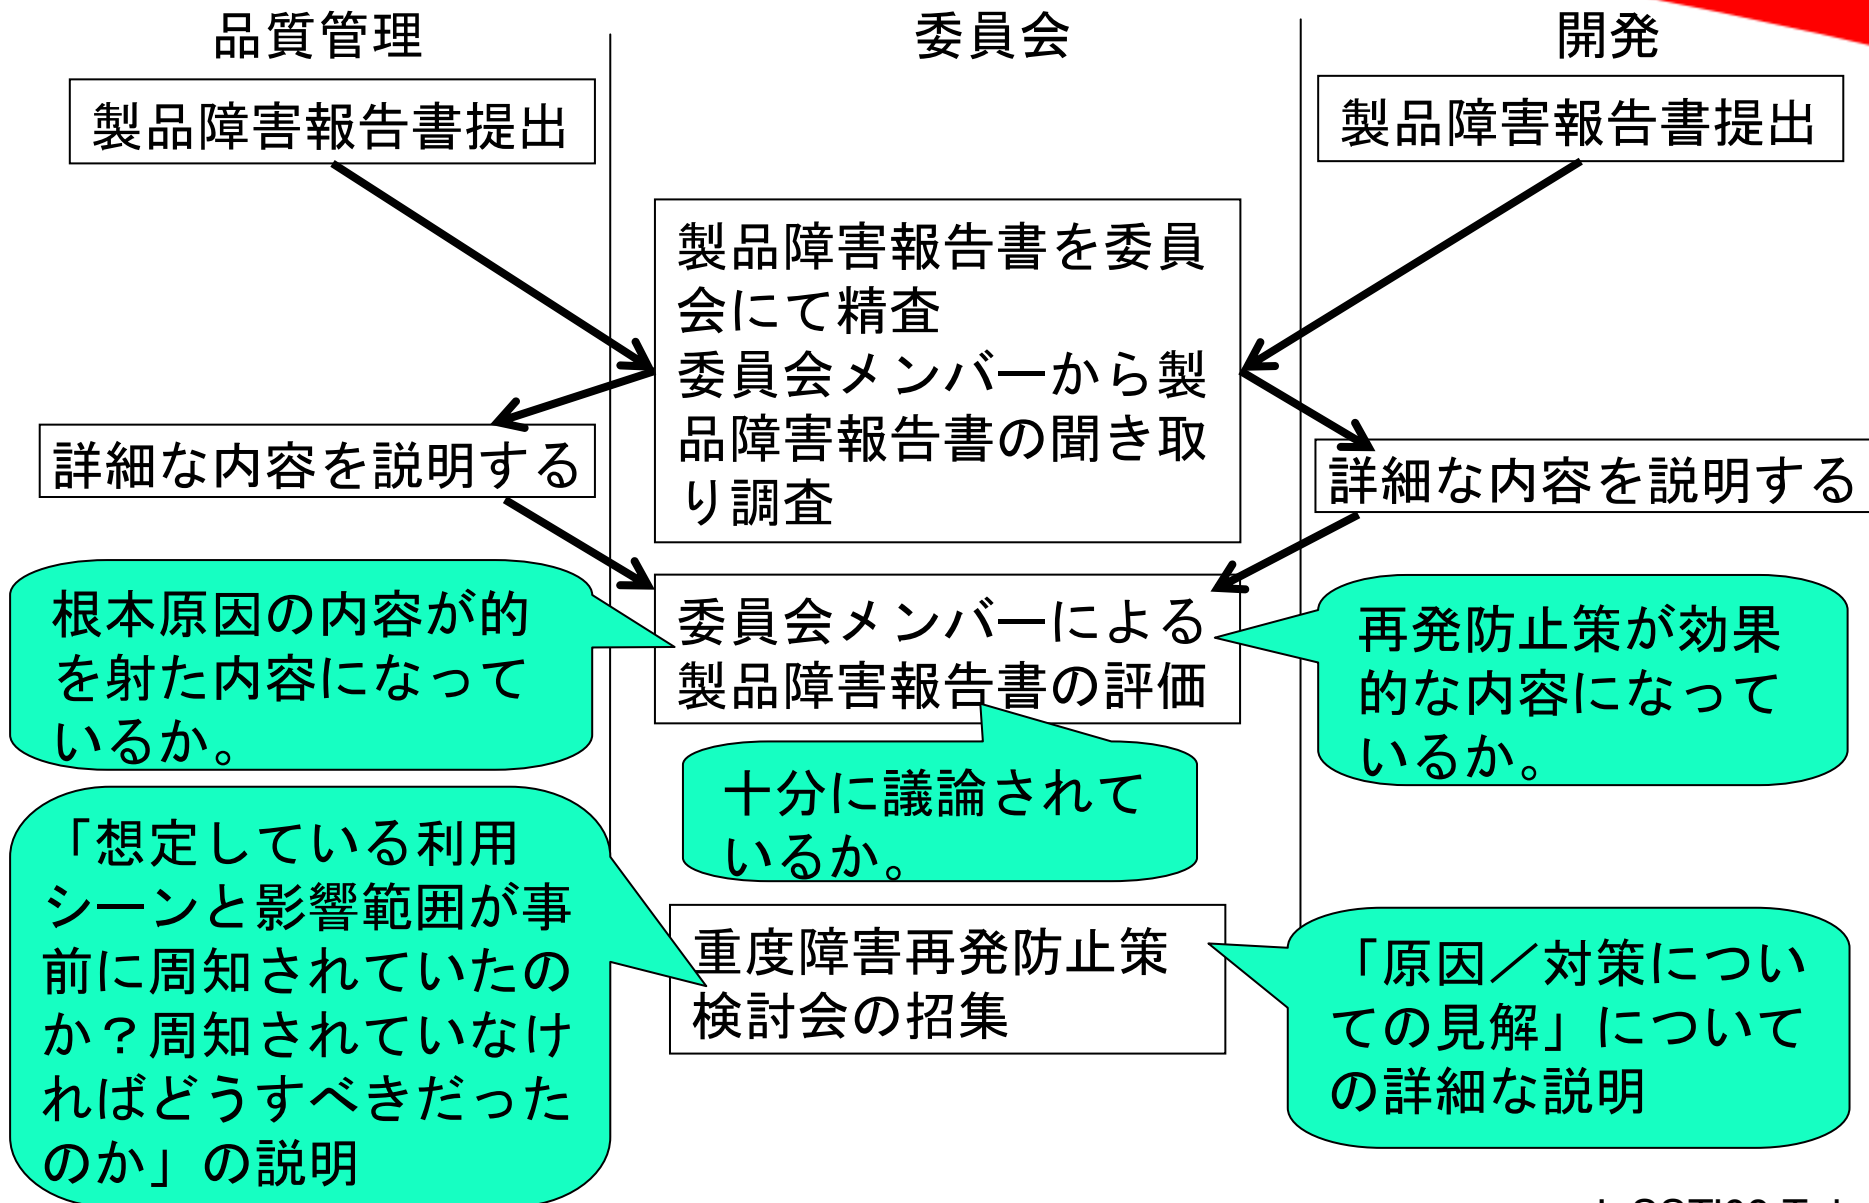 品質管理
委員会
開発
製品障害報告書提出
製品障害報告書提出
製品障害報告書を委員
会にて精査
委員会メンバーから製
品障害報告書の聞き取
り調査
詳細な内容を説明する
詳細な内容を説明する
根本原因の内容が的
を射た内容になって
いるか。
委員会メンバーによる
製品障害報告書の評価
再発防止策が効果
的な内容になって
いるか。
十分に議論されて
いるか。
「想定している利用
シーンと影響範囲が事
前に周知されていたの
か？周知されていなけ
ればどうすべきだった
のか」の説明
重度障害再発防止策
検討会の招集
「原因／対策につい
ての見解」について
の詳細な説明